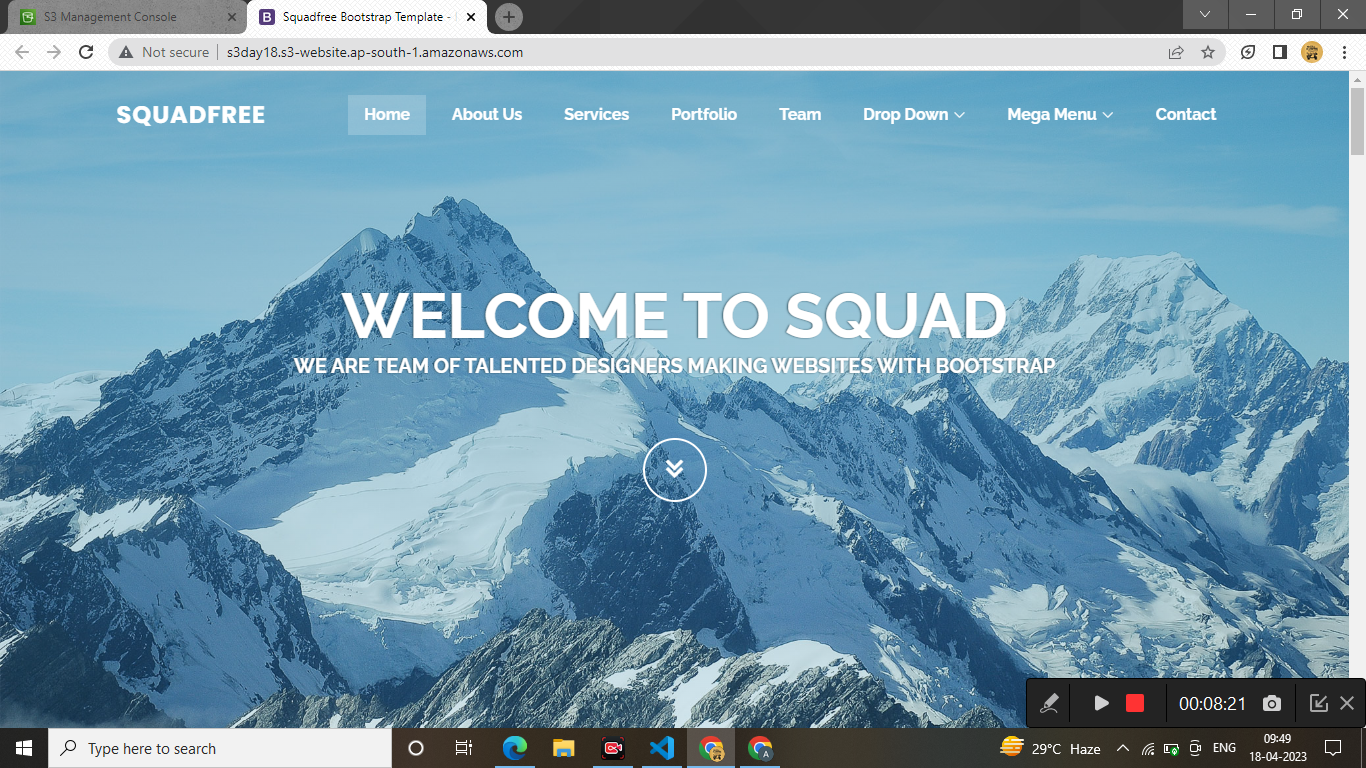 S3 Management Console
Squadfree Bootstrap Template -
Not secure
s3day18.s3-website.ap-south-1.amazonaws.com
SQUADFREE
Home
About Us
Services
Portfolio
Team
Drop Down
Mega Menu
Contact
WELCOME TO SQUAD
WE ARE TEAM OF TALENTED DESIGNERS MAKING WEBSITES WITH BOOTSTRAP
00:08:21
Type here to search
A
29°C Haze
ENG
09:49
18-04-2023